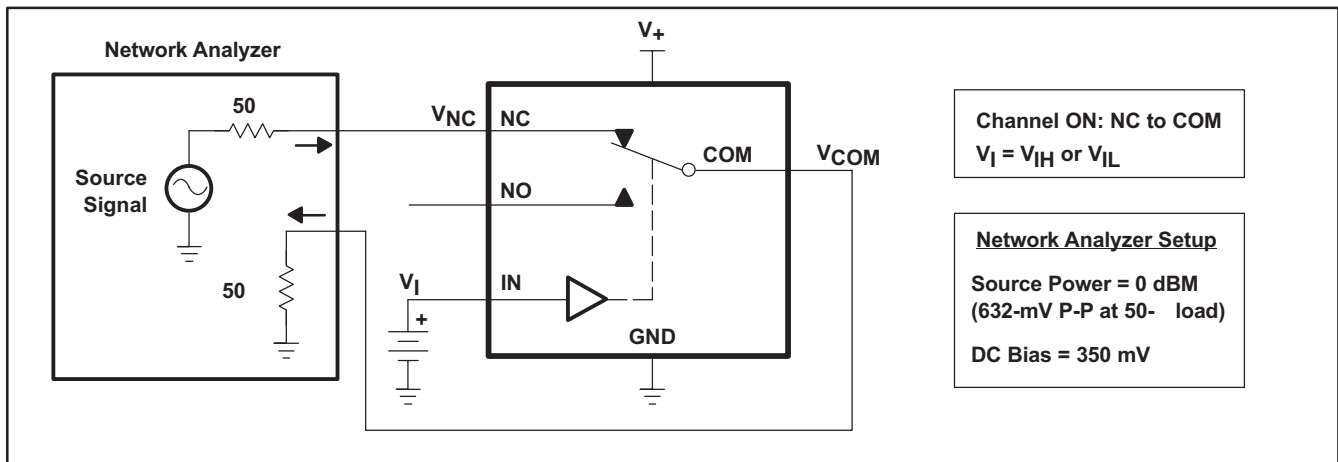 Network Analyzer
50
Source
Signal
50
V+
VNC
NC
COM
VCOM
NO
VI
+
IN
GND
Channel ON: NC to COM
VI = VIH or VIL
Network Analyzer Setup
Source Power = 0 dBM
(632-mV P-P at 50- load)
DC Bias = 350 mV